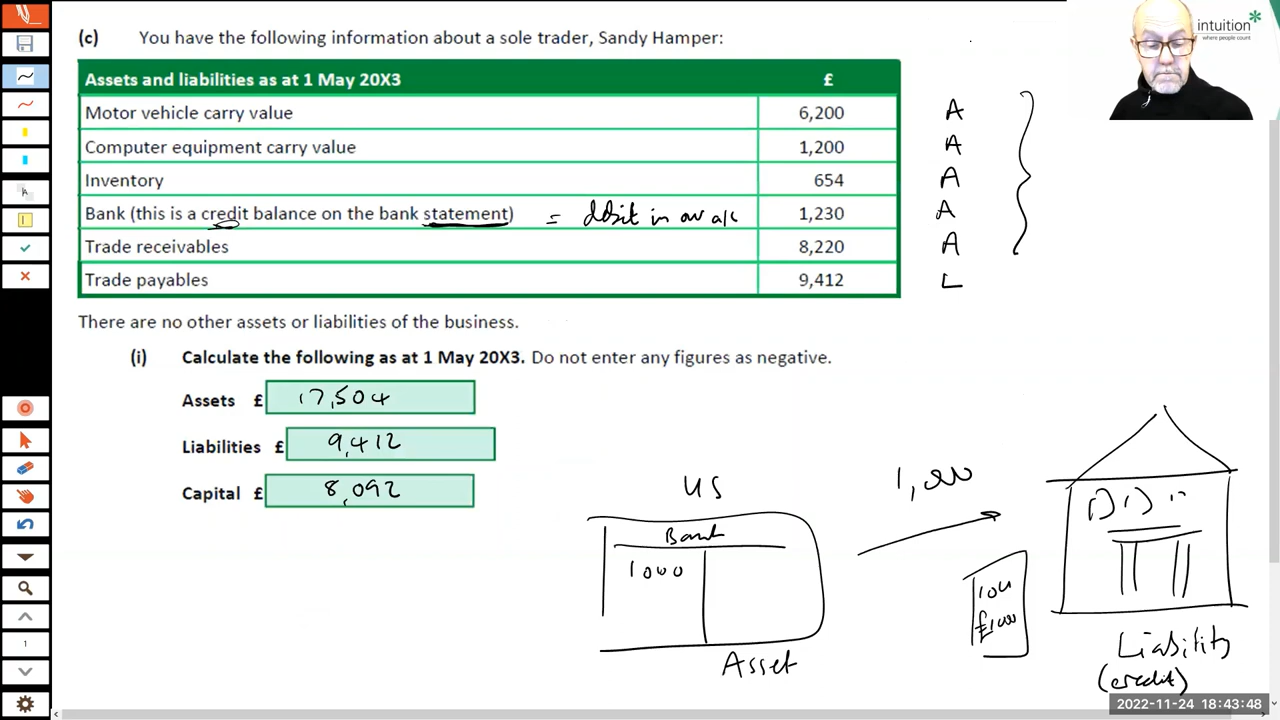 intuition
where people count
(c) You have the following information about a sole trader, Sandy Hamper:
Assets and liabilities as at 1 May 20X3 £
Motor vehicle carry value 6,200 A
Computer equipment carry value 1,200 A
Inventory 654 A
Bank (this is a credit balance on the bank statement) = debit in our a/c 1,230 A
Trade receivables 8,220 A
Trade payables 9,412 L
There are no other assets or liabilities of the business.
(i) Calculate the following as at 1 May 20X3. Do not enter any figures as negative.
Assets £ 17,504
Liabilities £ 9,412
Capital £ 8,092
US
1,000
Bank
1000
IOU
£1000
Asset
Liability
(credit)
2022-11-24 18:43:48